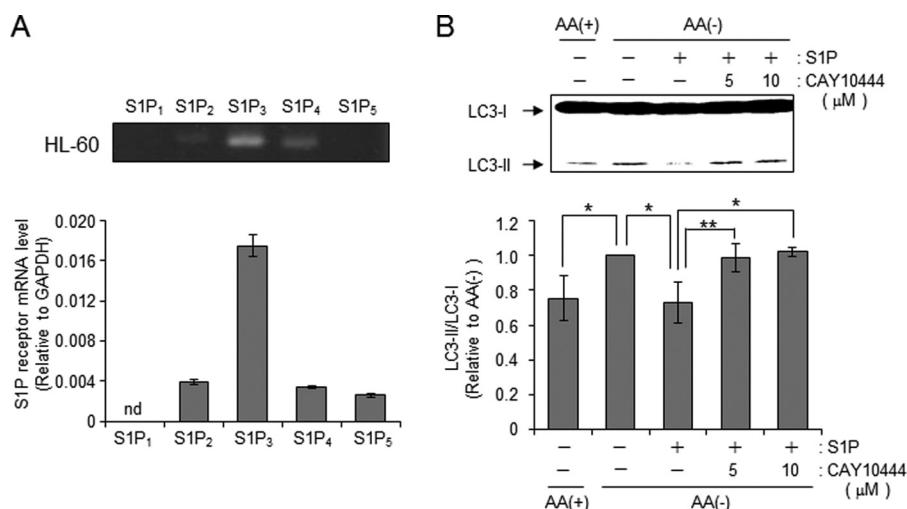 A
S1P₁ S1P₂ S1P₃ S1P₄ S1P₅
HL-60
S1P receptor mRNA level
(Relative to GAPDH)
0.020
0.016
0.012
0.008
0.004
0
nd
S1P₁ S1P₂ S1P₃ S1P₄ S1P₅
B
AA(+) AA(-)
– – + + + : S1P
– – – 5 10 : CAY10444
( μM )
LC3-I
LC3-II
LC3-II/LC3-I
(Relative to AA(-) )
1.2
1.0
0.8
0.6
0.4
0.2
0
* * ** *
– – + + + : S1P
– – – 5 10 : CAY10444
( μM )
AA(+) AA(-)